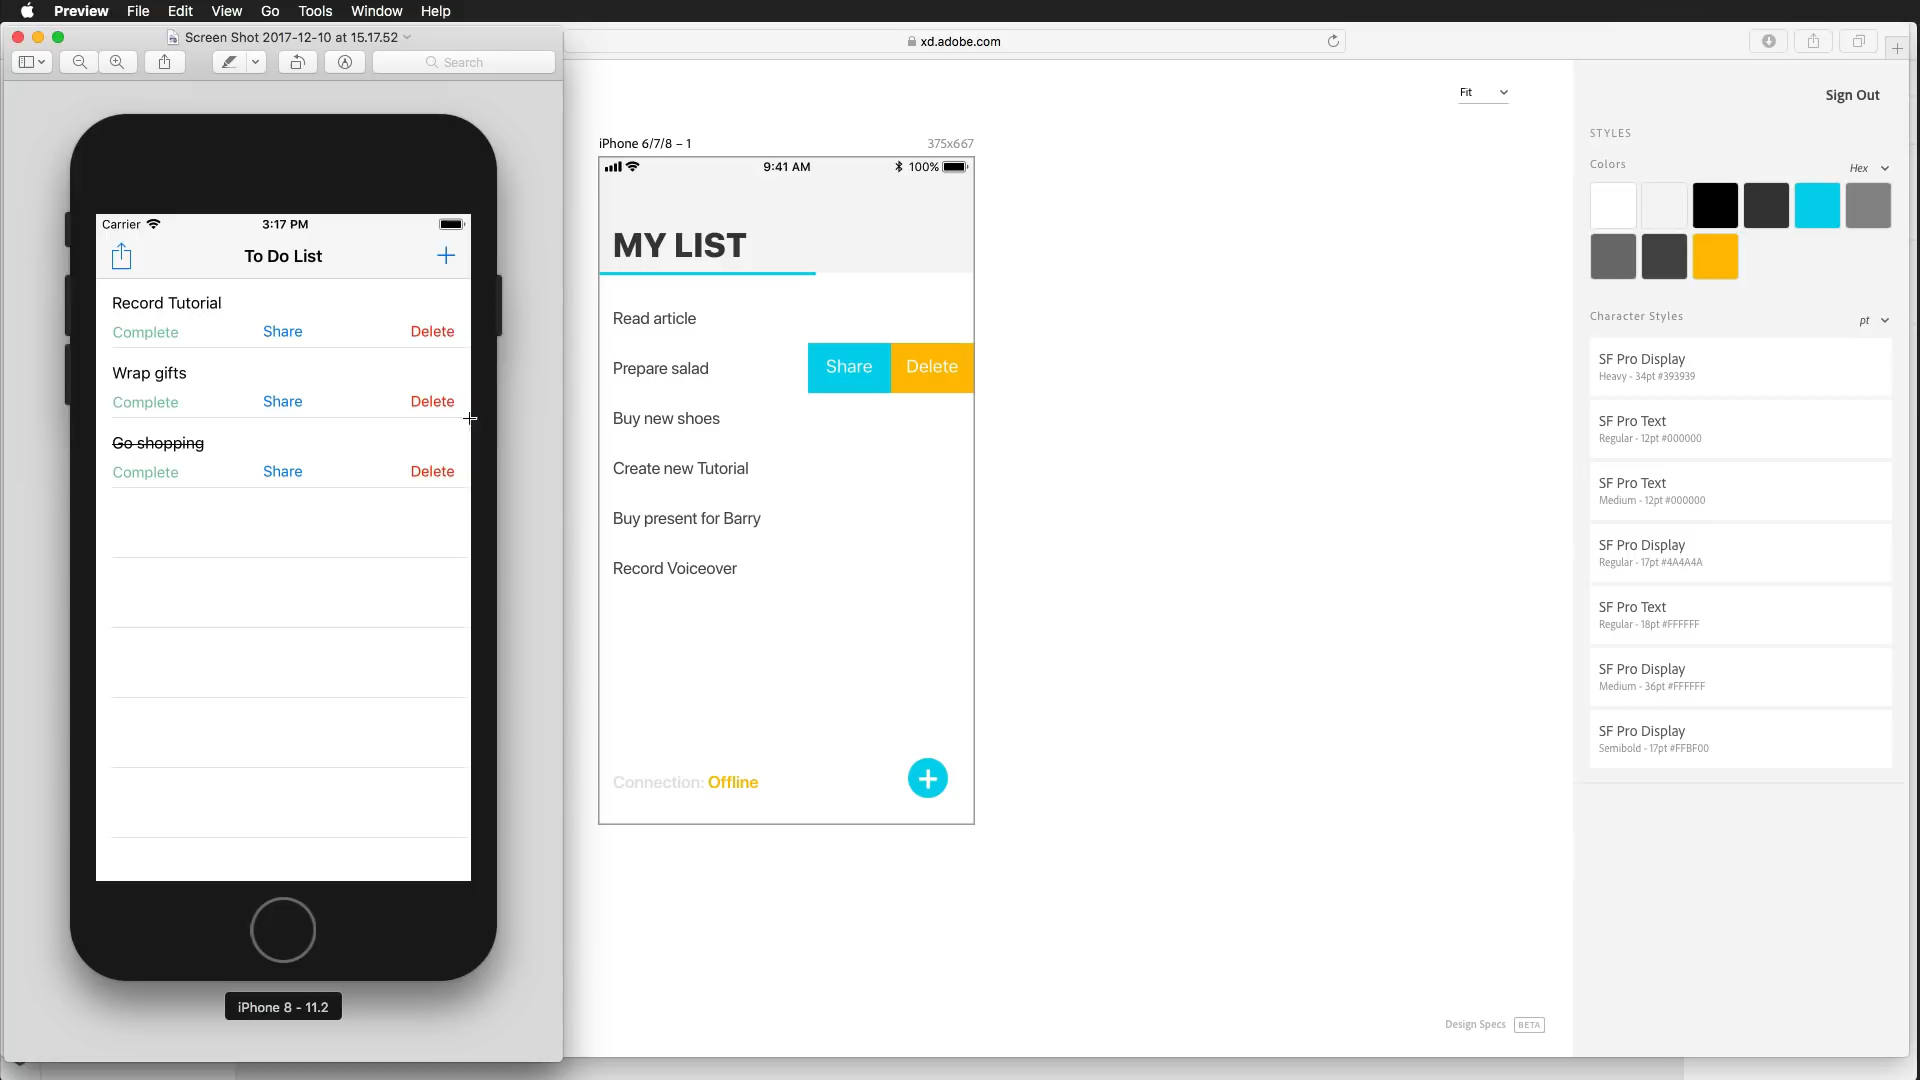 Preview File Edit View Go Tools Window Help
Screen Shot 2017-12-10 at 15.17.52
Search
Carrier 3:17 PM
To Do List
Record Tutorial
Complete Share Delete
Wrap gifts
Complete Share Delete
Go shopping
Complete Share Delete
iPhone 8 - 11.2
xd.adobe.com
Fit
iPhone 6/7/8 – 1 375x667
9:41 AM 100%
MY LIST
Read article
Prepare salad Share Delete
Buy new shoes
Create new Tutorial
Buy present for Barry
Record Voiceover
Connection: Offline
Design Specs BETA
Sign Out
STYLES
Colors Hex
Character Styles pt
SF Pro Display
Heavy - 34pt #393939
SF Pro Text
Regular - 12pt #000000
SF Pro Text
Medium - 12pt #000000
SF Pro Display
Regular - 17pt #4A4A4A
SF Pro Text
Regular - 18pt #FFFFFF
SF Pro Display
Medium - 36pt #FFFFFF
SF Pro Display
Semibold - 17pt #FFBF00